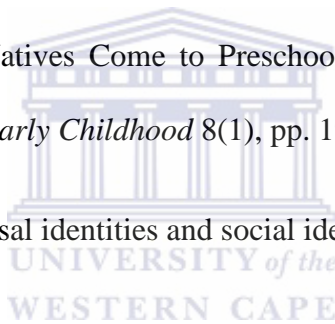 atives Come to Preschoo
arly Childhood 8(1), pp. 1
sal identities and social ide
UNIVERSITY of the
WESTERN CAPE